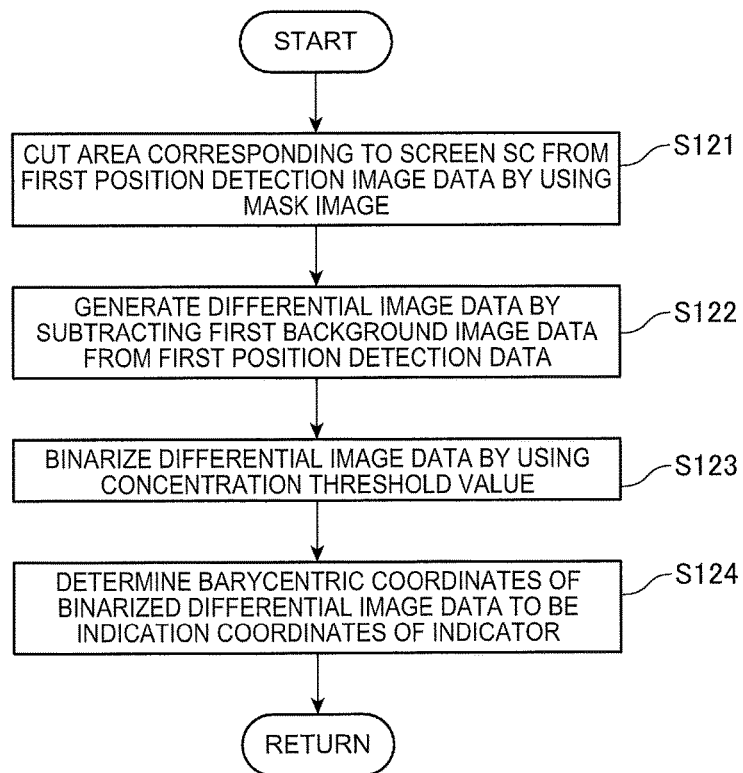 START
CUT AREA CORRESPONDING TO SCREEN SC FROM
FIRST POSITION DETECTION IMAGE DATA BY USING
MASK IMAGE
S121
GENERATE DIFFERENTIAL IMAGE DATA BY
SUBTRACTING FIRST BACKGROUND IMAGE DATA
FROM FIRST POSITION DETECTION DATA
S122
BINARIZE DIFFERENTIAL IMAGE DATA BY USING
CONCENTRATION THRESHOLD VALUE
S123
DETERMINE BARYCENTRIC COORDINATES OF
BINARIZED DIFFERENTIAL IMAGE DATA TO BE
INDICATION COORDINATES OF INDICATOR
S124
RETURN